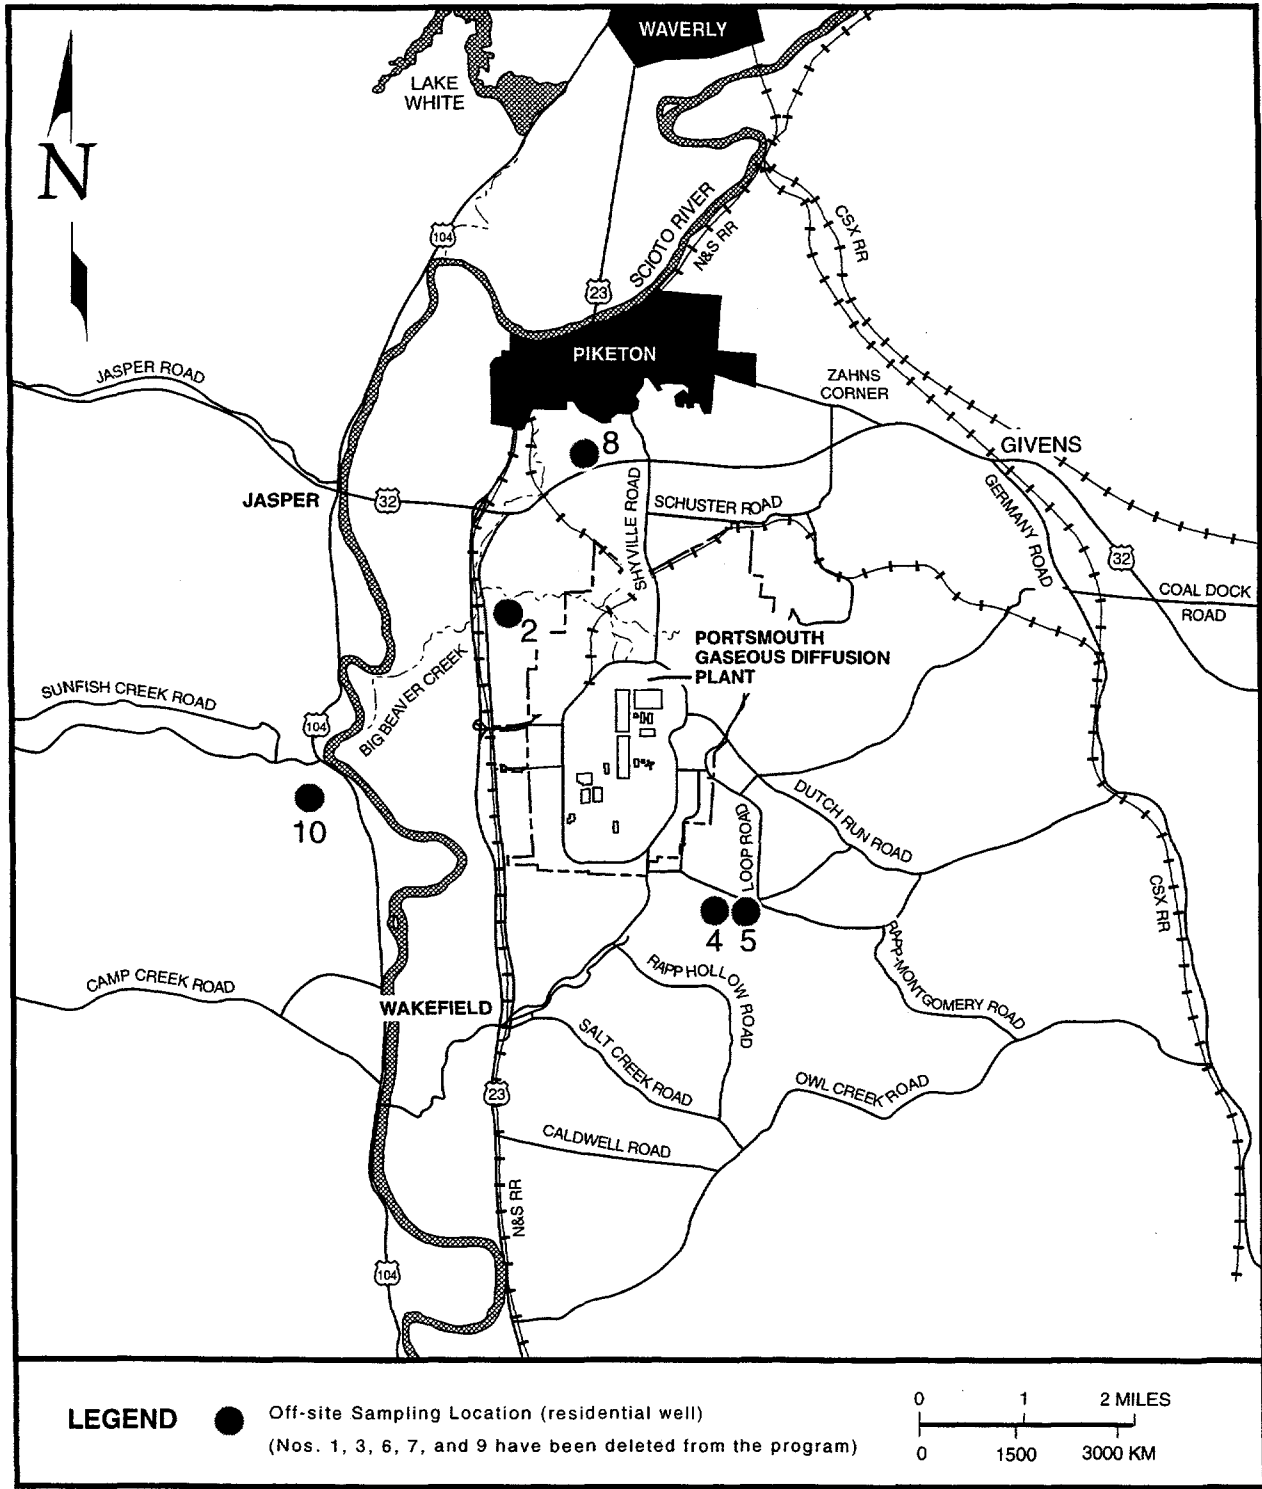 WAVERLY
LAKE
WHITE
N
104
SCIOTO RIVER
N&S RR
CSX RR
23
PIKETON
JASPER ROAD
ZAHNS
CORNER
8
GIVENS
JASPER
32
SHYVILLE ROAD
SCHUSTER ROAD
GERMANY ROAD
32
COAL DOCK
ROAD
2
PORTSMOUTH
GASEOUS DIFFUSION
PLANT
BIG BEAVER CREEK
SUNFISH CREEK ROAD
104
10
DUTCH RUN ROAD
LOOP ROAD
4
5
CSX RR
RAPP HOLLOW ROAD
RAPP-MONTGOMERY ROAD
CAMP CREEK ROAD
WAKEFIELD
SALT CREEK ROAD
OWL CREEK ROAD
23
CALDWELL ROAD
N&S RR
104
LEGEND
Off-site Sampling Location (residential well)
(Nos. 1, 3, 6, 7, and 9 have been deleted from the program)
0 1 2 MILES
0 1500 3000 KM